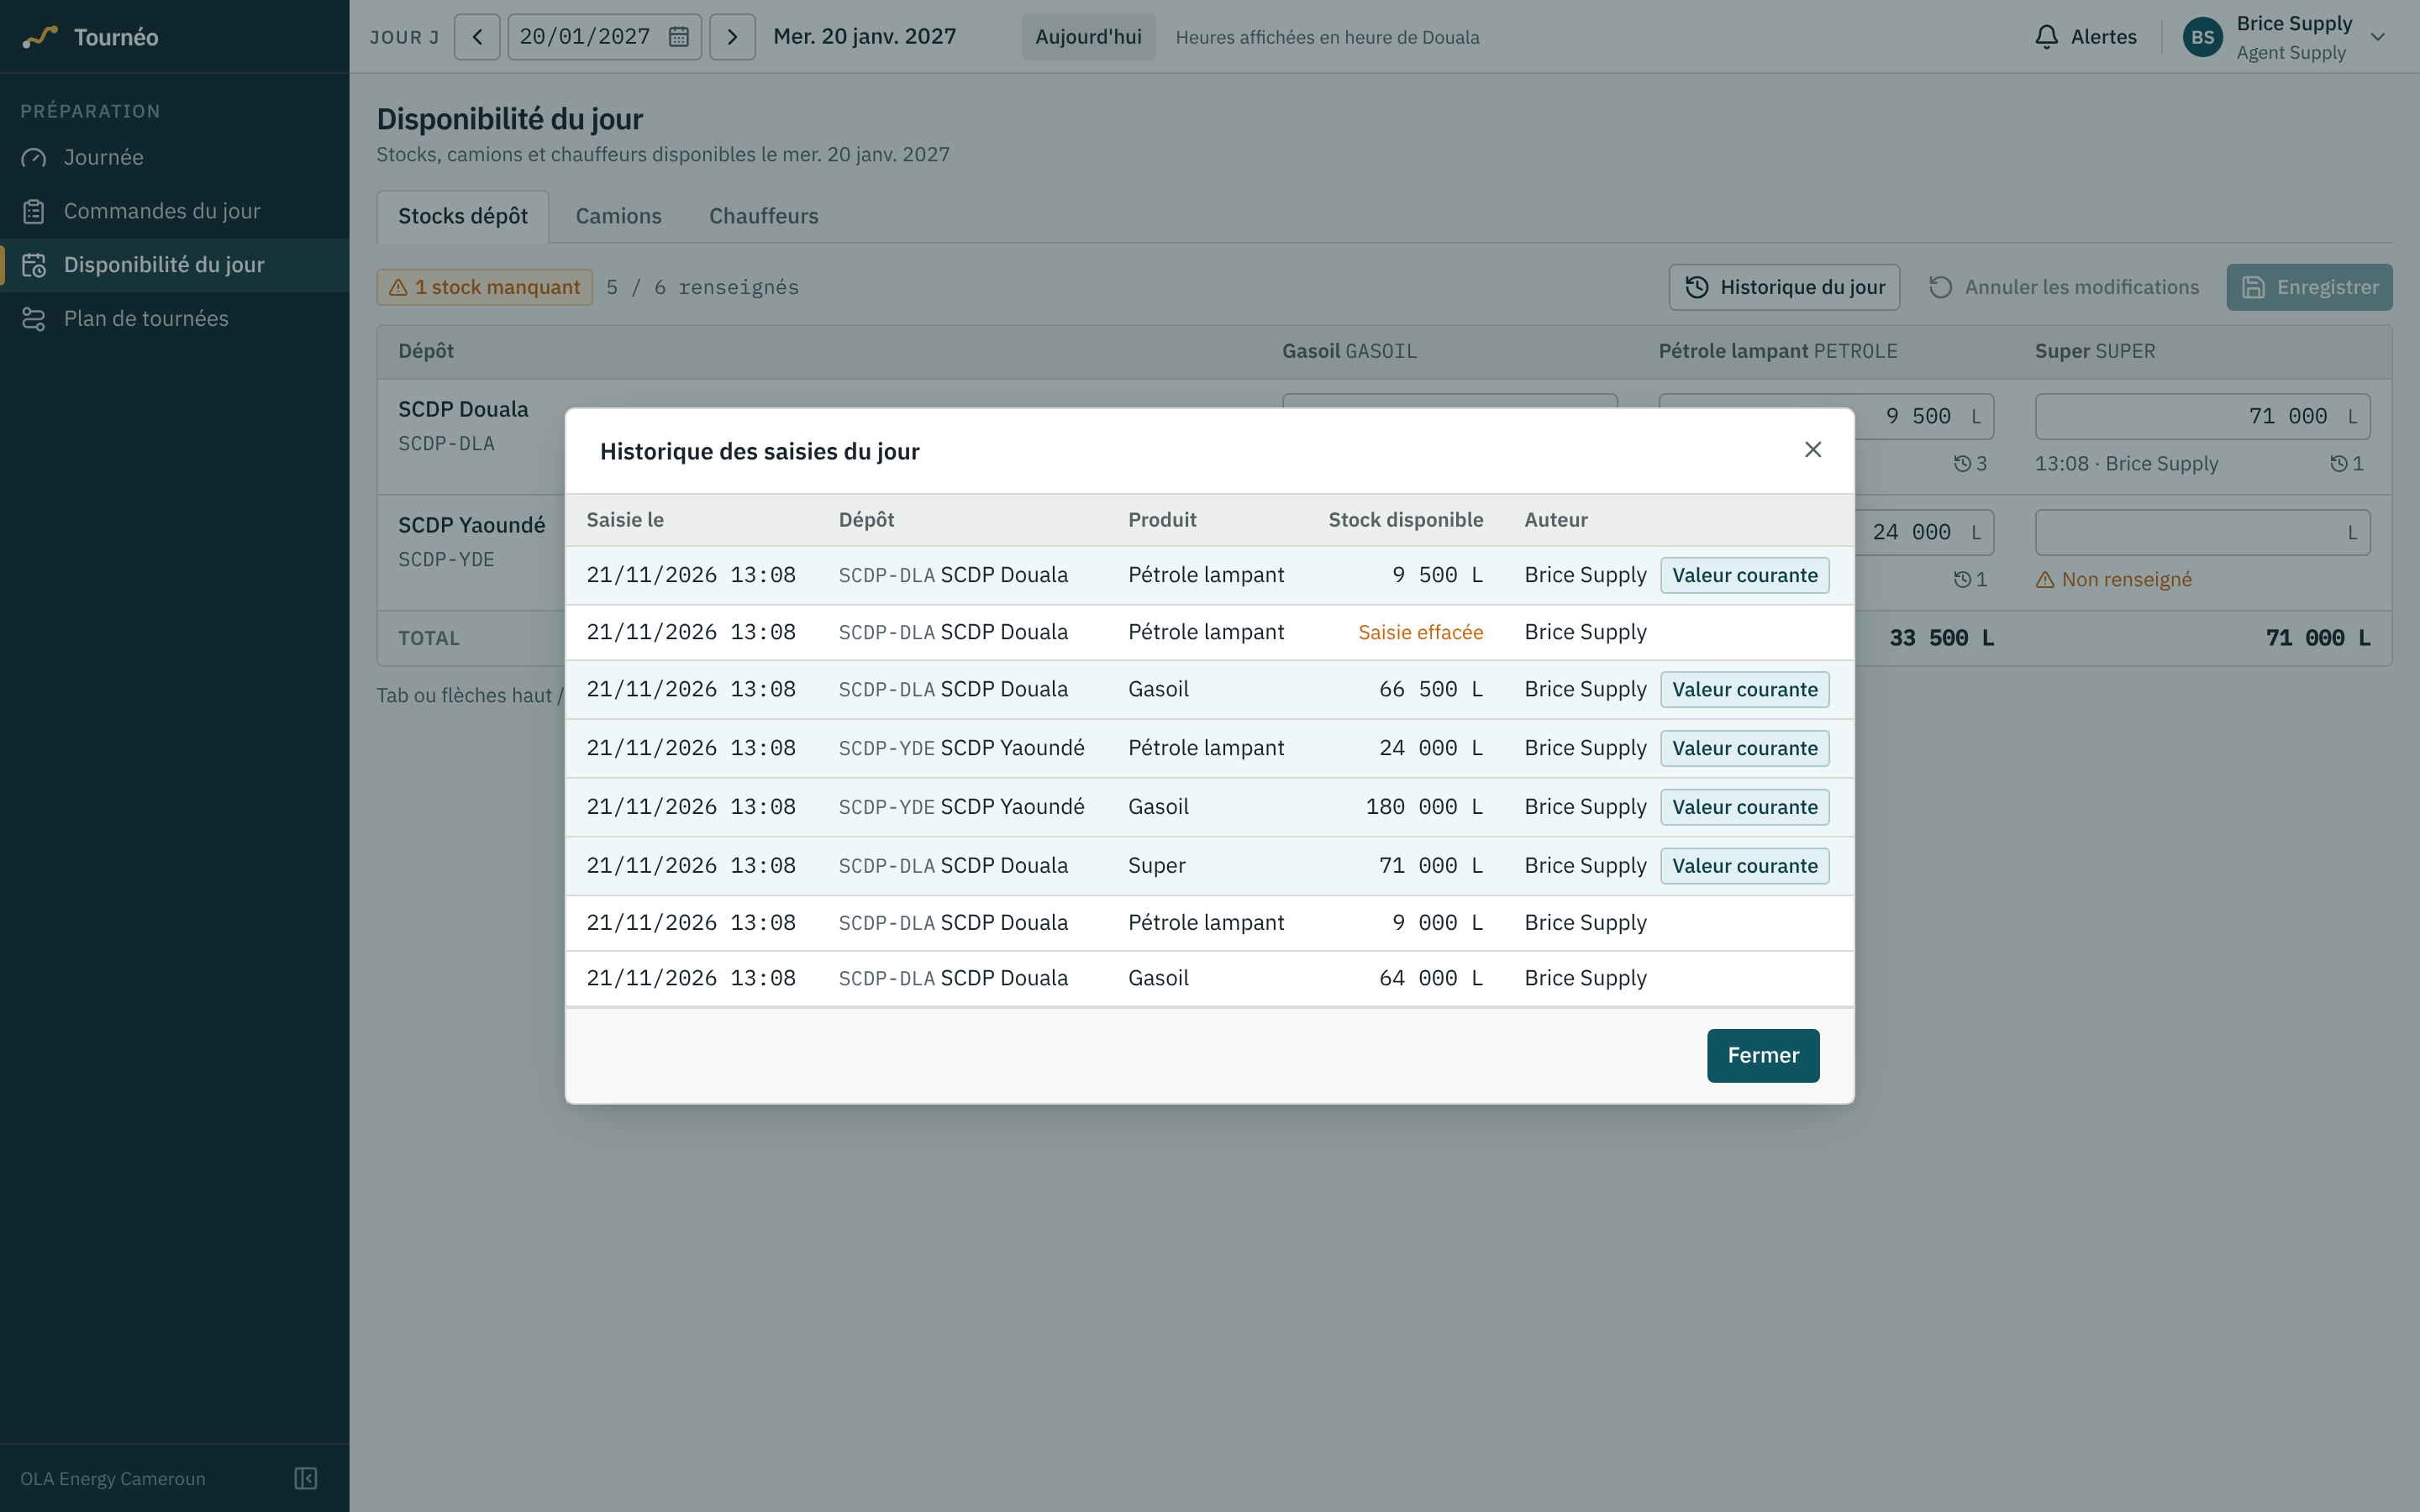 Tournéo
JOUR J
20/01/2027
Mer. 20 janv. 2027
Aujourd'hui
Heures affichées en heure de Douala
Alertes
BS
Brice Supply
Agent Supply
PRÉPARATION
Journée
Commandes du jour
Disponibilité du jour
Plan de tournées
Disponibilité du jour
Stocks, camions et chauffeurs disponibles le mer. 20 janv. 2027
Stocks dépôt
Camions
Chauffeurs
1 stock manquant
5 / 6 renseignés
Historique du jour
Annuler les modifications
Enregistrer
Dépôt
Gasoil GASOIL
Pétrole lampant PETROLE
Super SUPER
SCDP Douala
SCDP-DLA
9 500 L
3
71 000 L
13:08 · Brice Supply
1
SCDP Yaoundé
SCDP-YDE
24 000 L
1
L
Non renseigné
TOTAL
33 500 L
71 000 L
Tab ou flèches haut /
Historique des saisies du jour
Saisie le Dépôt Produit Stock disponible Auteur
21/11/2026 13:08 SCDP-DLA SCDP Douala Pétrole lampant 9 500 L Brice Supply Valeur courante
21/11/2026 13:08 SCDP-DLA SCDP Douala Pétrole lampant Saisie effacée Brice Supply
21/11/2026 13:08 SCDP-DLA SCDP Douala Gasoil 66 500 L Brice Supply Valeur courante
21/11/2026 13:08 SCDP-YDE SCDP Yaoundé Pétrole lampant 24 000 L Brice Supply Valeur courante
21/11/2026 13:08 SCDP-YDE SCDP Yaoundé Gasoil 180 000 L Brice Supply Valeur courante
21/11/2026 13:08 SCDP-DLA SCDP Douala Super 71 000 L Brice Supply Valeur courante
21/11/2026 13:08 SCDP-DLA SCDP Douala Pétrole lampant 9 000 L Brice Supply
21/11/2026 13:08 SCDP-DLA SCDP Douala Gasoil 64 000 L Brice Supply
Fermer
OLA Energy Cameroun